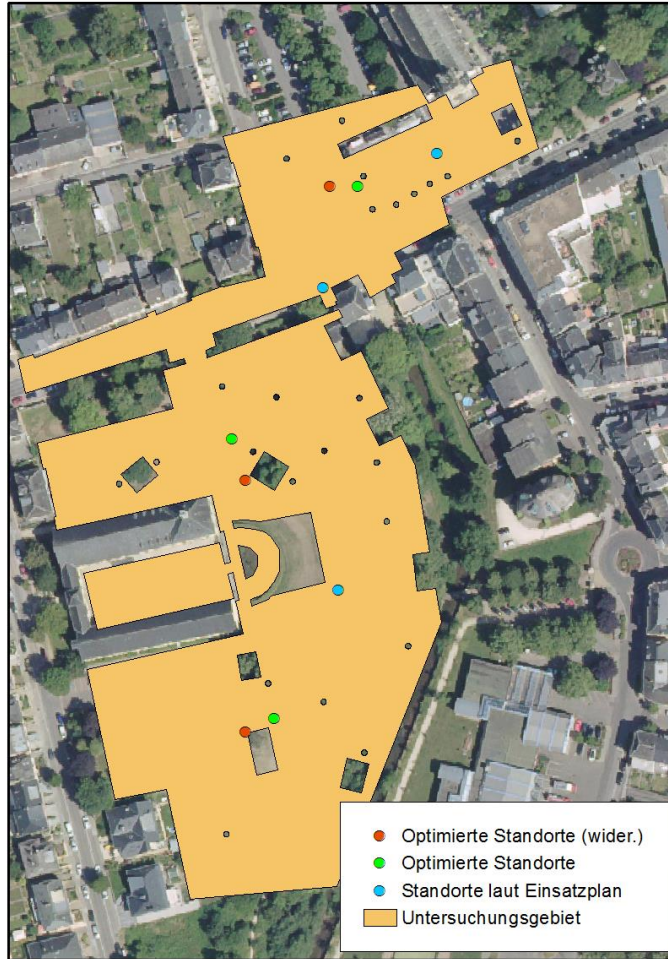 Optimierte Standorte (wider.)
Optimierte Standorte
Standorte laut Einsatzplan
Untersuchungsgebiet